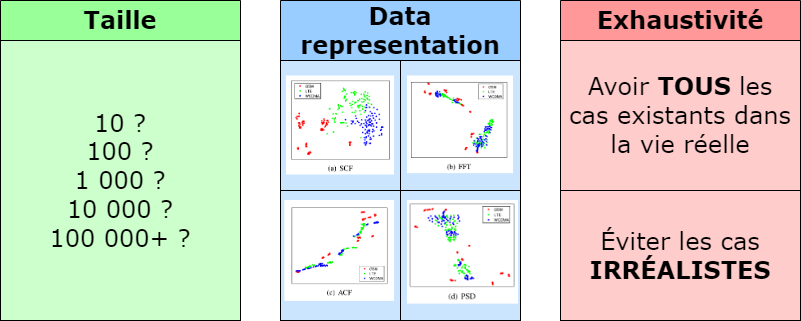 Taille
10 ?
100 ?
1 000 ?
10 000 ?
100 000+ ?
Data
representation
GSM
LTE
WCDMA
(a) SCF
GSM
LTE
WCDMA
(b) FFT
GSM
LTE
WCDMA
(c) ACF
GSM
LTE
WCDMA
(d) PSD
Exhaustivité
Avoir TOUS les
cas existants dans
la vie réelle
Éviter les cas
IRRÉALISTES